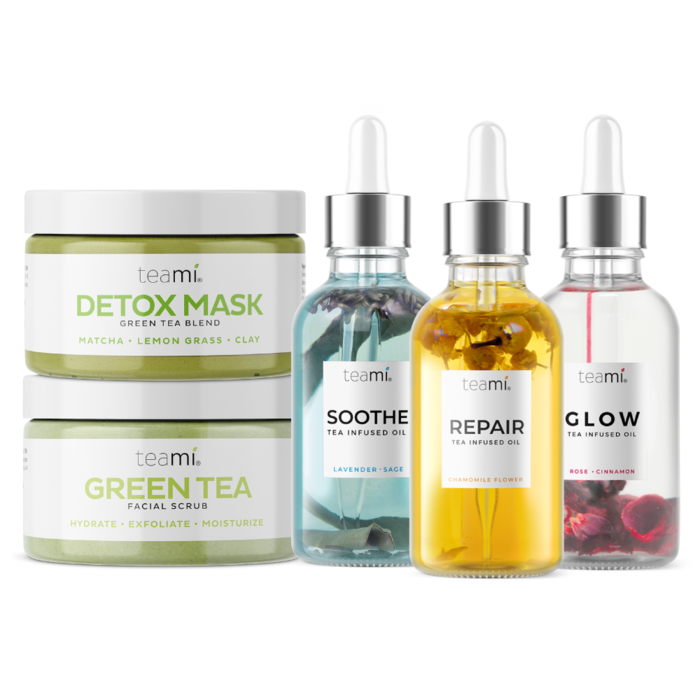 teami®
DETOX MASK
GREEN TEA BLEND
MATCHA • LEMON GRASS • CLAY
teami®
GREEN TEA
FACIAL SCRUB
HYDRATE • EXFOLIATE • MOISTURIZE
teami®
SOOTHE
TEA INFUSED OIL
LAVENDER • SAGE
teami®
REPAIR
TEA INFUSED OIL
CHAMOMILE FLOWER
teami®
GLOW
TEA INFUSED OIL
ROSE • CINNAMON